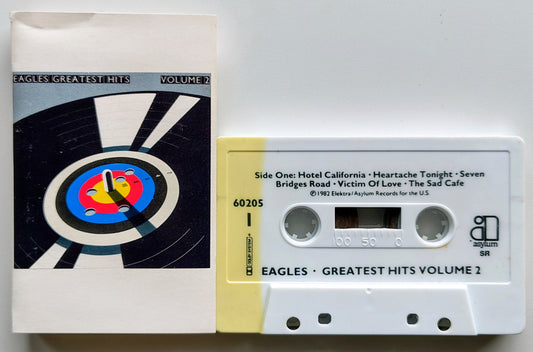 EAGLES GREATEST HITS VOLUME 2
Side One: Hotel California · Heartache Tonight · Seven
Bridges Road · Victim Of Love · The Sad Cafe
℗ 1982 Elektra/Asylum Records for the U.S.
60205
1
100 50 0
asylum
SR
EAGLES · GREATEST HITS VOLUME 2